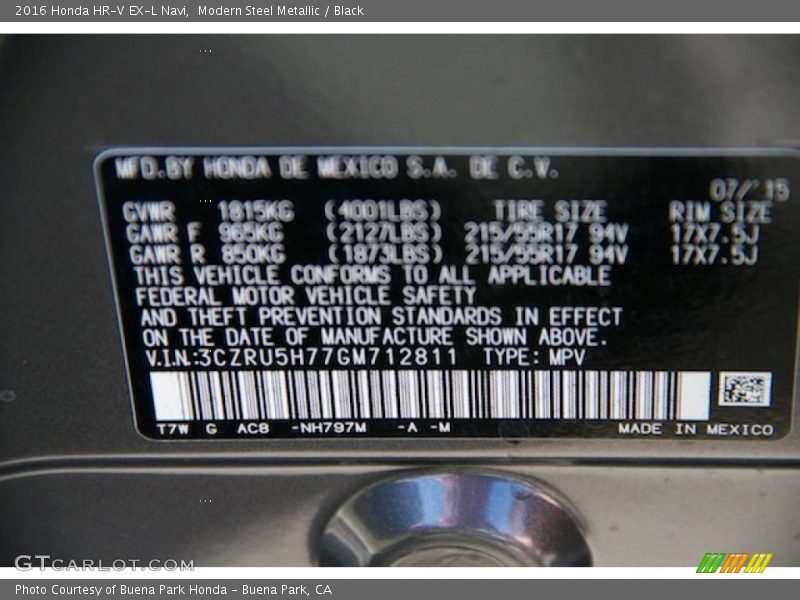 2016 Honda HR-V EX-L Navi, Modern Steel Metallic / Black
MFD.BY HONDA DE MEXICO S.A. DE C.V.
07/'15
GVWR 1815KG (4001LBS) TIRE SIZE RIM SIZE
GAWR F 965KG (2127LBS) 215/55R17 94V 17X7.5J
GAWR R 850KG (1873LBS) 215/55R17 94V 17X7.5J
THIS VEHICLE CONFORMS TO ALL APPLICABLE
FEDERAL MOTOR VEHICLE SAFETY
AND THEFT PREVENTION STANDARDS IN EFFECT
ON THE DATE OF MANUFACTURE SHOWN ABOVE.
V.I.N.:3CZRU5H77GM712811 TYPE: MPV
T7W G AC8 -NH797M -A -M MADE IN MEXICO
GTCARLOT.COM
Photo Courtesy of Buena Park Honda - Buena Park, CA